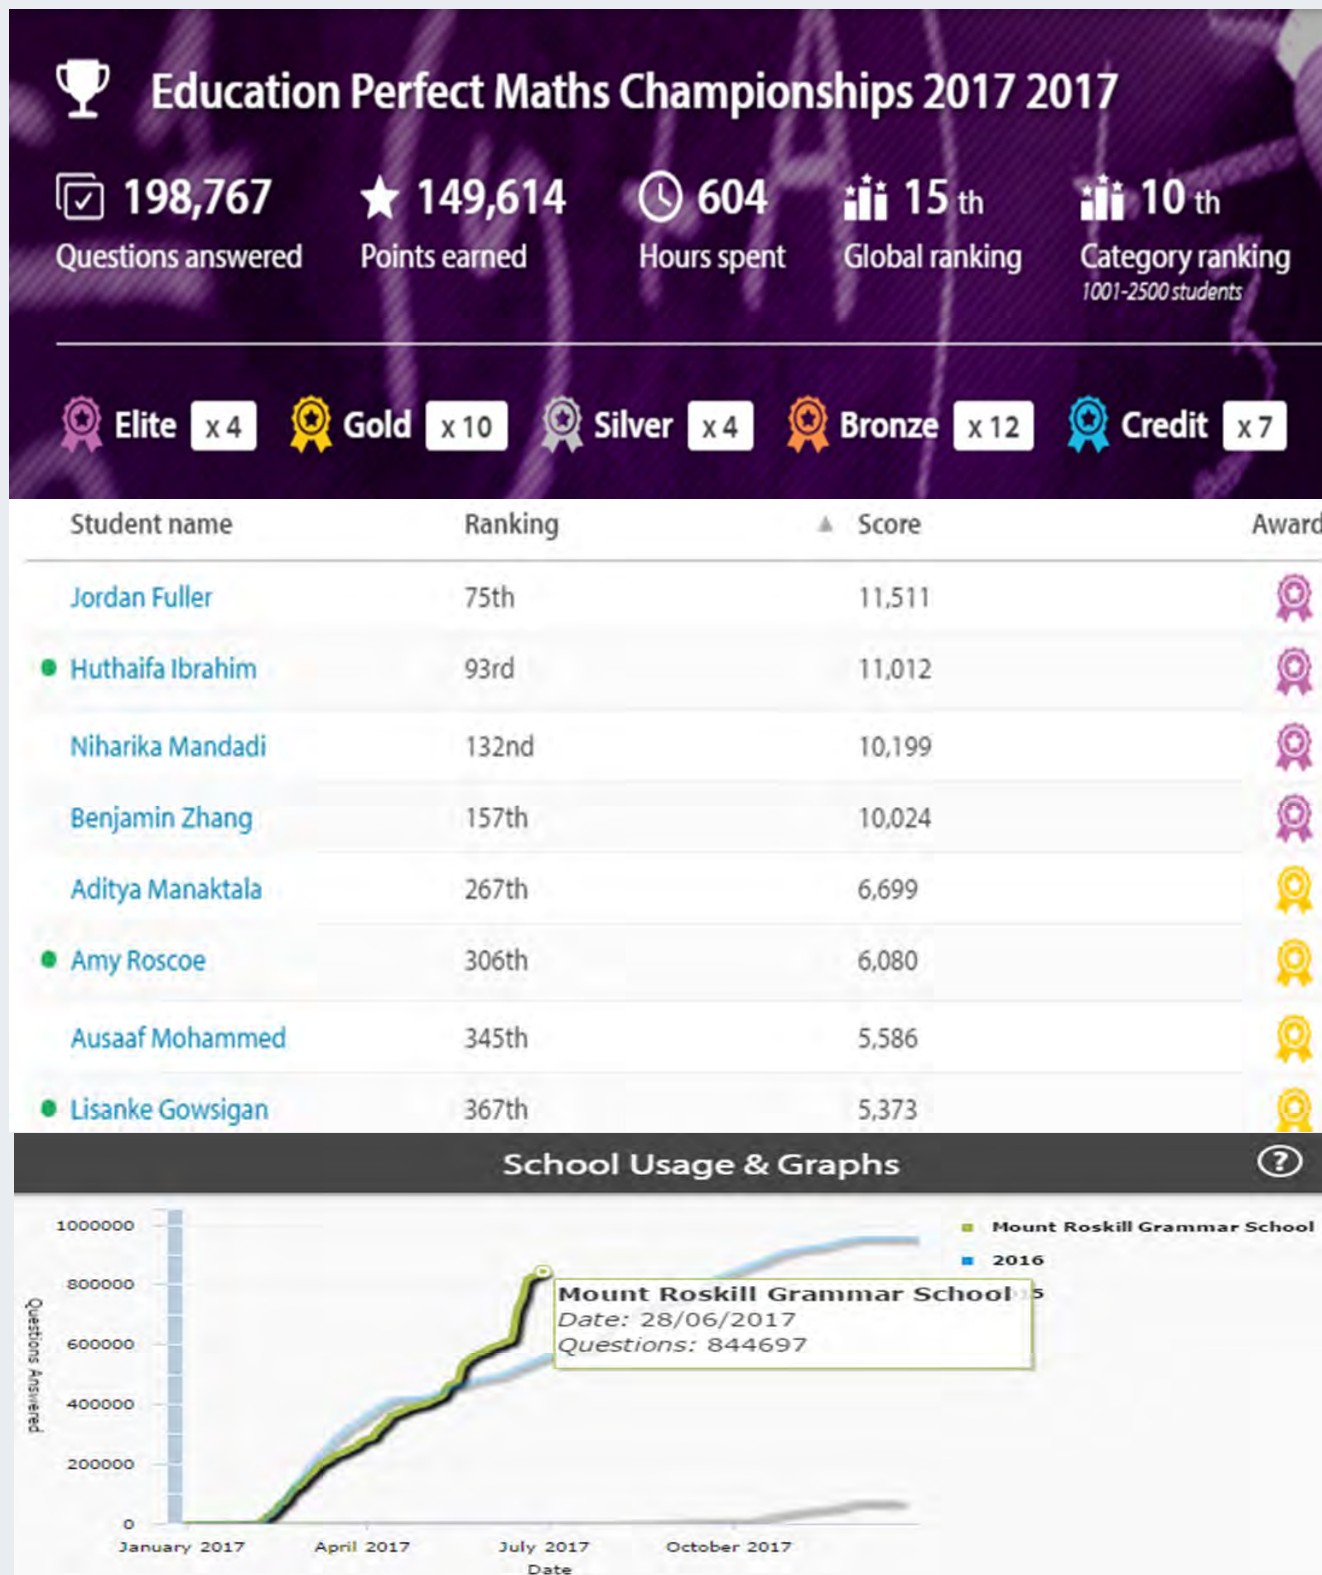 Education Perfect Maths Championships 2017 2017
198,767 149,614 604 15 th 10 th
Questions answered Points earned Hours spent Global ranking Category ranking
1001-2500 students
Elite x 4 Gold x 10 Silver x 4 Bronze x 12 Credit x 7
Student name Ranking Score Award
Jordan Fuller 75th 11,511
Huthaifa Ibrahim 93rd 11,012
Niharika Mandadi 132nd 10,199
Benjamin Zhang 157th 10,024
Aditya Manaktala 267th 6,699
Amy Roscoe 306th 6,080
Ausaaf Mohammed 345th 5,586
Lisanke Gowsigan 367th 5,373
School Usage & Graphs ?
Questions Answered
1000000
800000
600000
400000
200000
0
January 2017 April 2017 July 2017 October 2017
Date
Mount Roskill Grammar School
2016
5
Mount Roskill Grammar School
Date: 28/06/2017
Questions: 844697